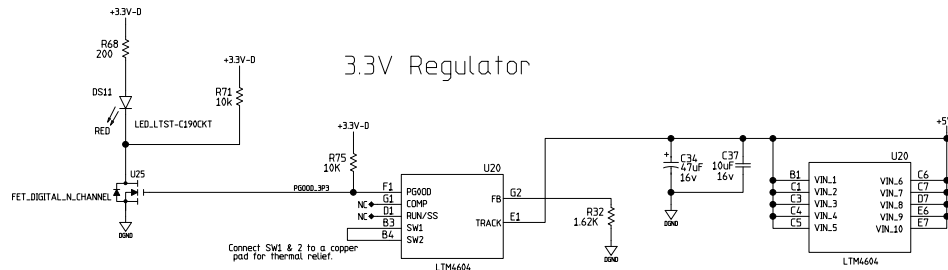 +3.3V-D
R68
200
+3.3V-D
3.3V Regulator
R71
10k
DS11
RED
LED_LTST-C190CKT
+3.3V-D
+5V
R75
10K
U25
FET_DIGITAL_N_CHANNEL
DGND
PGOOD_3P3
U20
F1 PGOOD
NC G1 COMP
NC D1 RUN/SS
B3 SW1
B4 SW2
FB G2
TRACK E1
LTM4604
Connect SW1 & 2 to a copper
pad for thermal relief.
R32
1.62K
DGND
+ C34
47uF
16v
C37
10uF
16v
DGND
U20
B1 VIN_1 VIN_6 C6
C1 VIN_2 VIN_7 C7
C3 VIN_3 VIN_8 D7
C4 VIN_4 VIN_9 E6
C5 VIN_5 VIN_10 E7
LTM4604